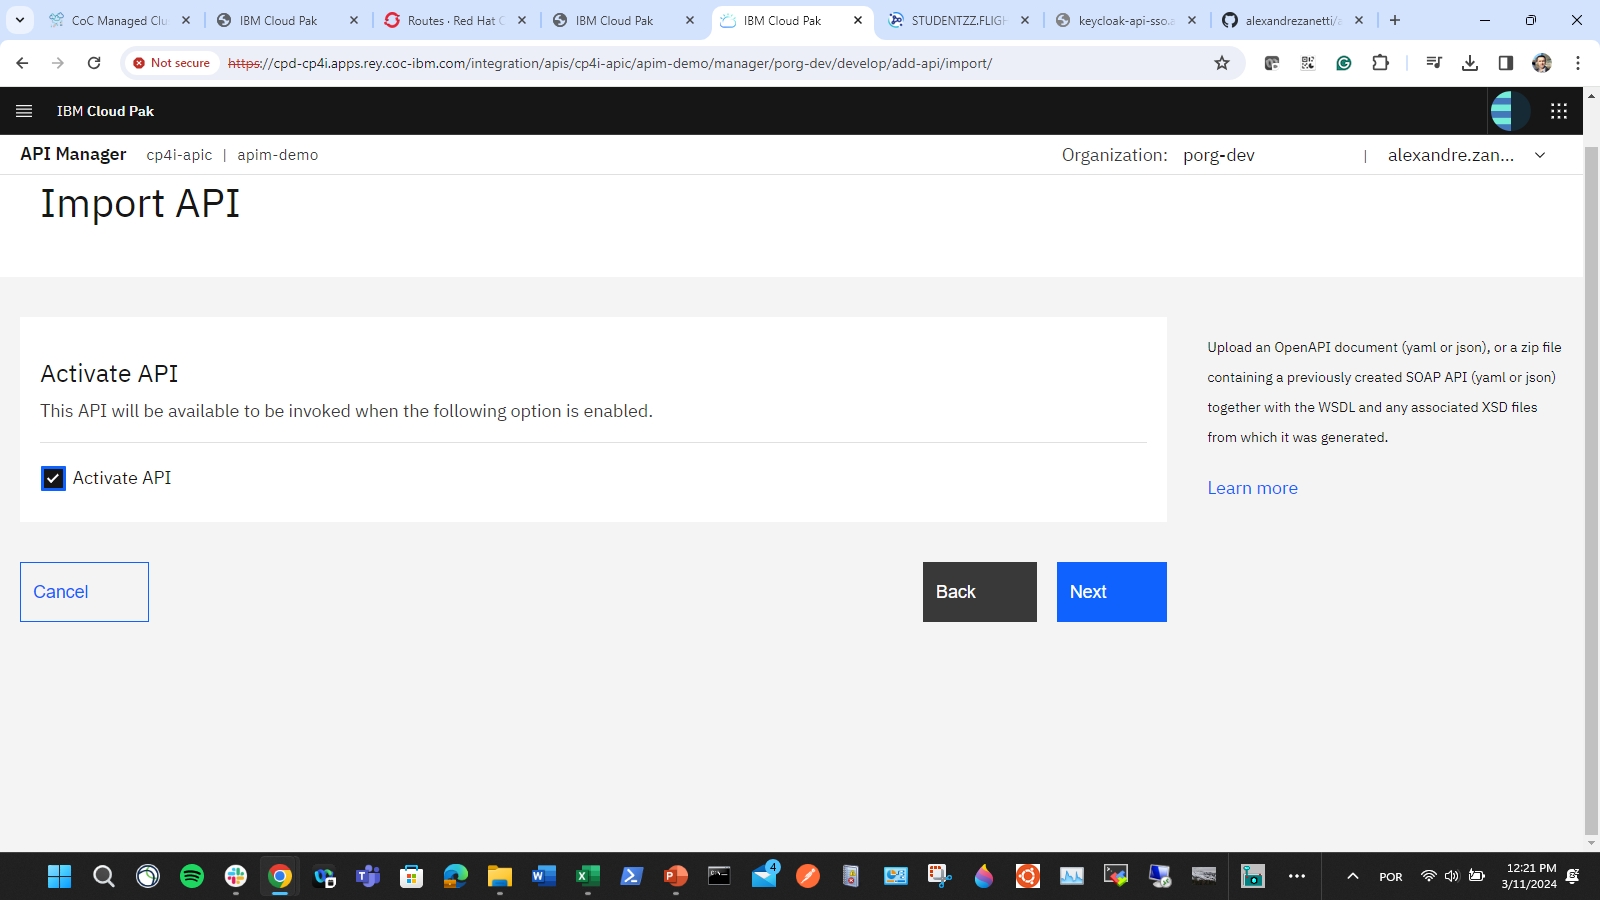 CoC Managed Clu
IBM Cloud Pak
Routes · Red Hat C
IBM Cloud Pak
IBM Cloud Pak
STUDENTZZ.FLIGH
keycloak-api-sso.a
alexandrezanetti/a
Not secure
https://cpd-cp4i.apps.rey.coc-ibm.com/integration/apis/cp4i-apic/apim-demo/manager/porg-dev/develop/add-api/import/
IBM Cloud Pak
API Manager cp4i-apic | apim-demo
Organization: porg-dev | alexandre.zan...
Import API
Activate API
This API will be available to be invoked when the following option is enabled.
Activate API
Upload an OpenAPI document (yaml or json), or a zip file
containing a previously created SOAP API (yaml or json)
together with the WSDL and any associated XSD files
from which it was generated.
Learn more
Cancel
Back
Next
4
POR
12:21 PM
3/11/2024